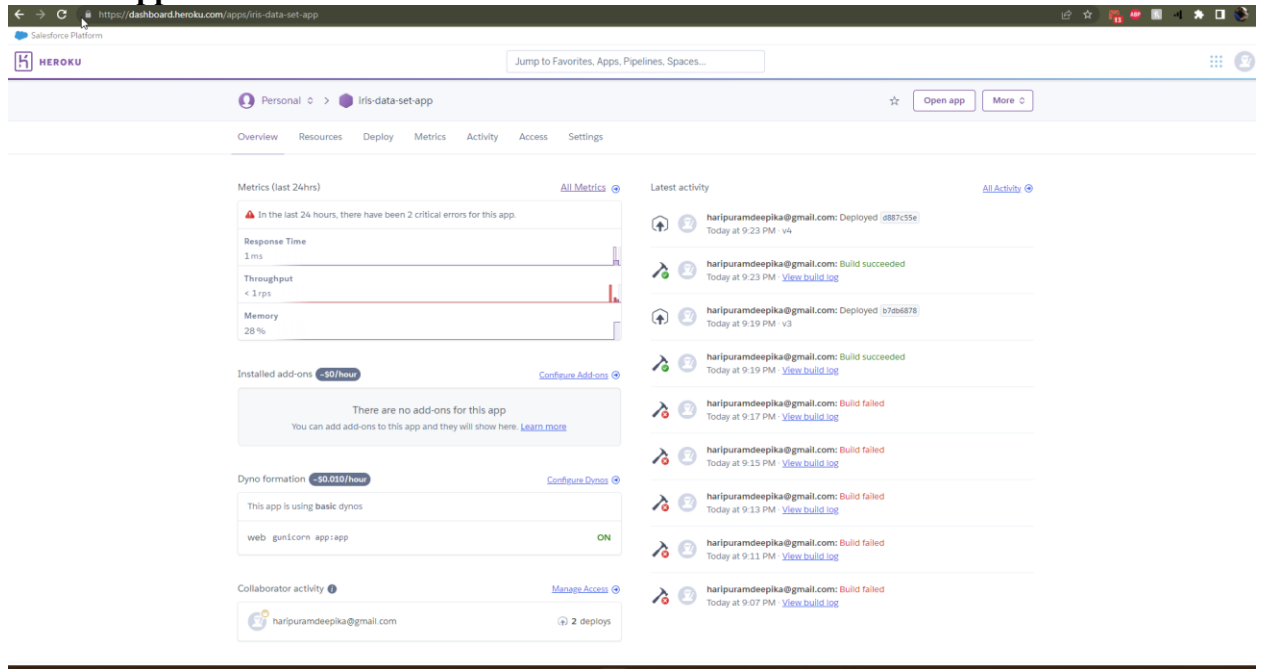 https://dashboard.heroku.com/apps/iris-data-set-app
11
ABP
Salesforce Platform
HEROKU
Jump to Favorites, Apps, Pipelines, Spaces...
Personal > iris-data-set-app
Open app
More
Overview Resources Deploy Metrics Activity Access Settings
Metrics (last 24hrs)
All Metrics
In the last 24 hours, there have been 2 critical errors for this app.
Response Time
1 ms
Throughput
< 1 rps
Memory
28 %
Installed add-ons ~$0/hour
Configure Add-ons
There are no add-ons for this app
You can add add-ons to this app and they will show here. Learn more
Dyno formation ~$0.010/hour
Configure Dynos
This app is using basic dynos
web gunicorn app:app ON
Collaborator activity
Manage Access
haripuramdeepika@gmail.com 2 deploys
Latest activity
All Activity
haripuramdeepika@gmail.com: Deployed d887c55e
Today at 9:23 PM · v4
haripuramdeepika@gmail.com: Build succeeded
Today at 9:23 PM · View build log
haripuramdeepika@gmail.com: Deployed b7db6878
Today at 9:19 PM · v3
haripuramdeepika@gmail.com: Build succeeded
Today at 9:19 PM · View build log
haripuramdeepika@gmail.com: Build failed
Today at 9:17 PM · View build log
haripuramdeepika@gmail.com: Build failed
Today at 9:15 PM · View build log
haripuramdeepika@gmail.com: Build failed
Today at 9:13 PM · View build log
haripuramdeepika@gmail.com: Build failed
Today at 9:11 PM · View build log
haripuramdeepika@gmail.com: Build failed
Today at 9:07 PM · View build log